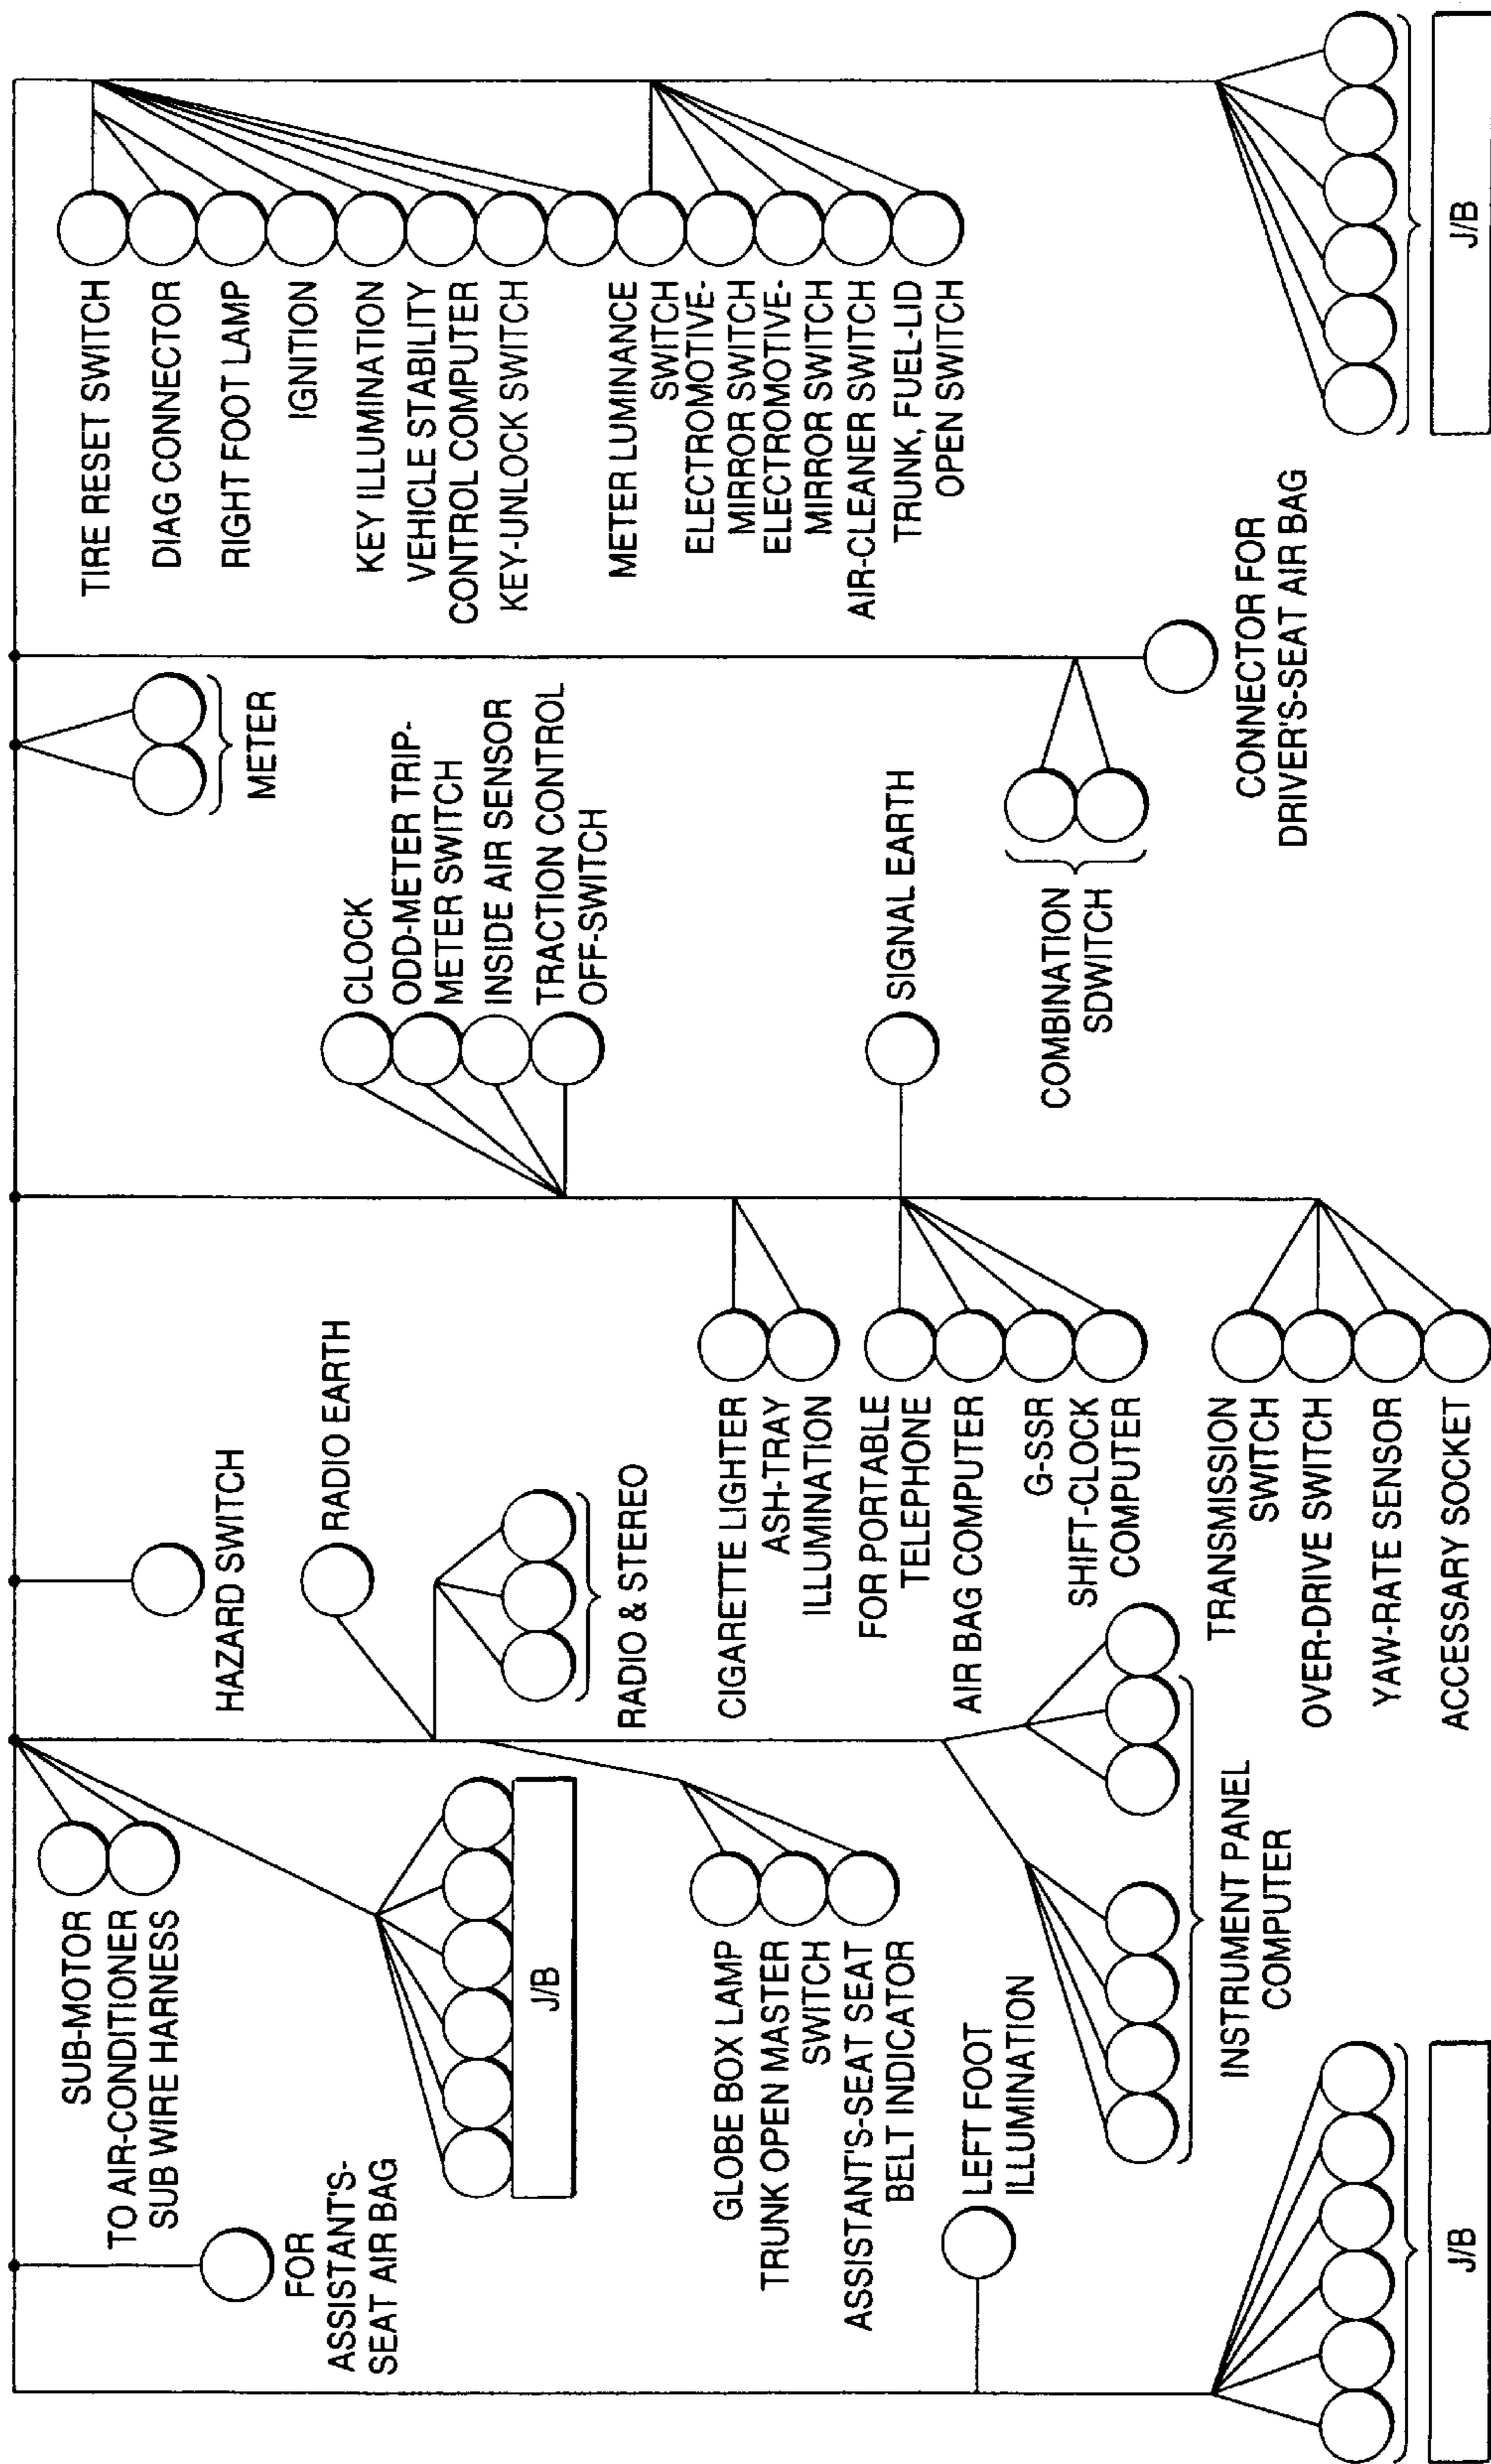 SUB-MOTOR
TO AIR-CONDITIONER
SUB WIRE HARNESS
FOR
ASSISTANT'S-
SEAT AIR BAG
J/B
GLOBE BOX LAMP
TRUNK OPEN MASTER
SWITCH
ASSISTANT'S-SEAT SEAT
BELT INDICATOR
LEFT FOOT
ILLUMINATION
INSTRUMENT PANEL
COMPUTER
J/B
HAZARD SWITCH
RADIO EARTH
RADIO & STEREO
CIGARETTE LIGHTER
ASH-TRAY
ILLUMINATION
FOR PORTABLE
TELEPHONE
AIR BAG COMPUTER
G-SSR
SHIFT-CLOCK
COMPUTER
TRANSMISSION
SWITCH
OVER-DRIVE SWITCH
YAW-RATE SENSOR
ACCESSARY SOCKET
CLOCK
ODD-METER TRIP-
METER SWITCH
INSIDE AIR SENSOR
TRACTION CONTROL
OFF-SWITCH
SIGNAL EARTH
METER
COMBINATION
SDWITCH
CONNECTOR FOR
DRIVER'S-SEAT AIR BAG
TIRE RESET SWITCH
DIAG CONNECTOR
RIGHT FOOT LAMP
IGNITION
KEY ILLUMINATION
VEHICLE STABILITY
CONTROL COMPUTER
KEY-UNLOCK SWITCH
METER LUMINANCE
SWITCH
ELECTROMOTIVE-
MIRROR SWITCH
ELECTROMOTIVE-
MIRROR SWITCH
AIR-CLEANER SWITCH
TRUNK, FUEL-LID
OPEN SWITCH
J/B